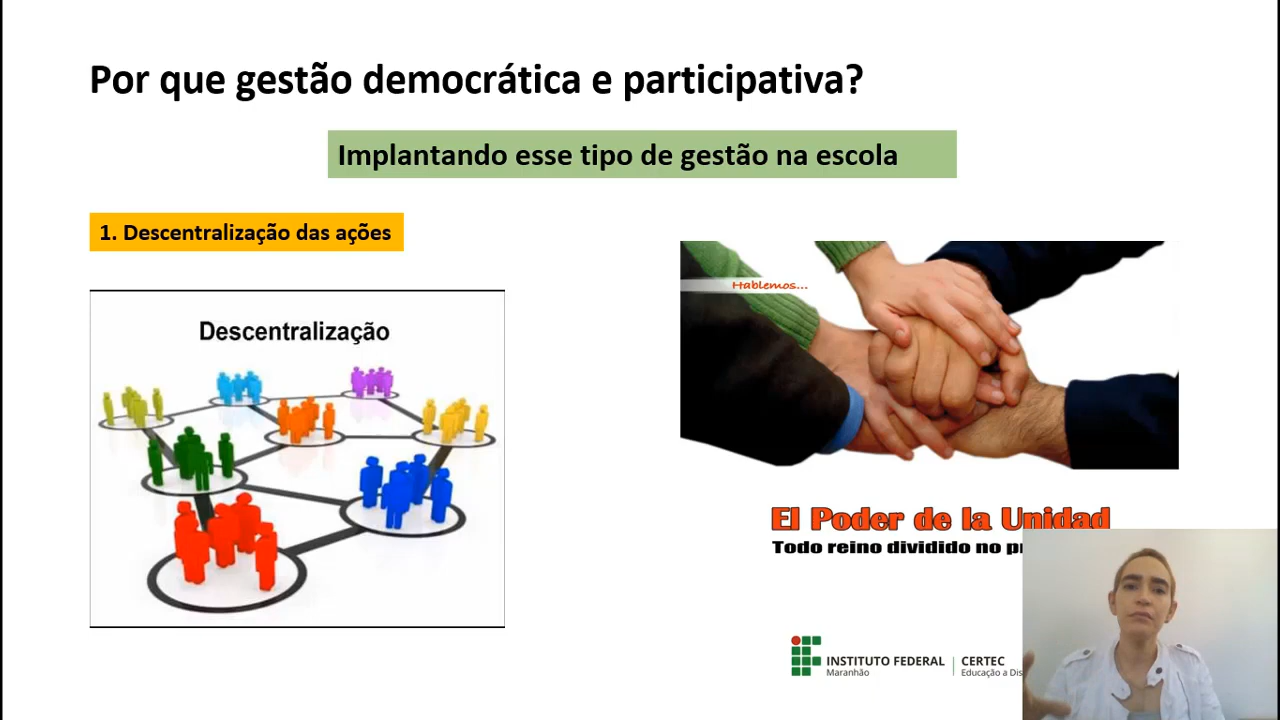 Por que gestão democrática e participativa?
Implantando esse tipo de gestão na escola
1. Descentralização das ações
Descentralização
Hablemos...
El Poder de la Unidad
Todo reino dividido no
INSTITUTO FEDERAL
Maranhão
CERTEC
Educação a